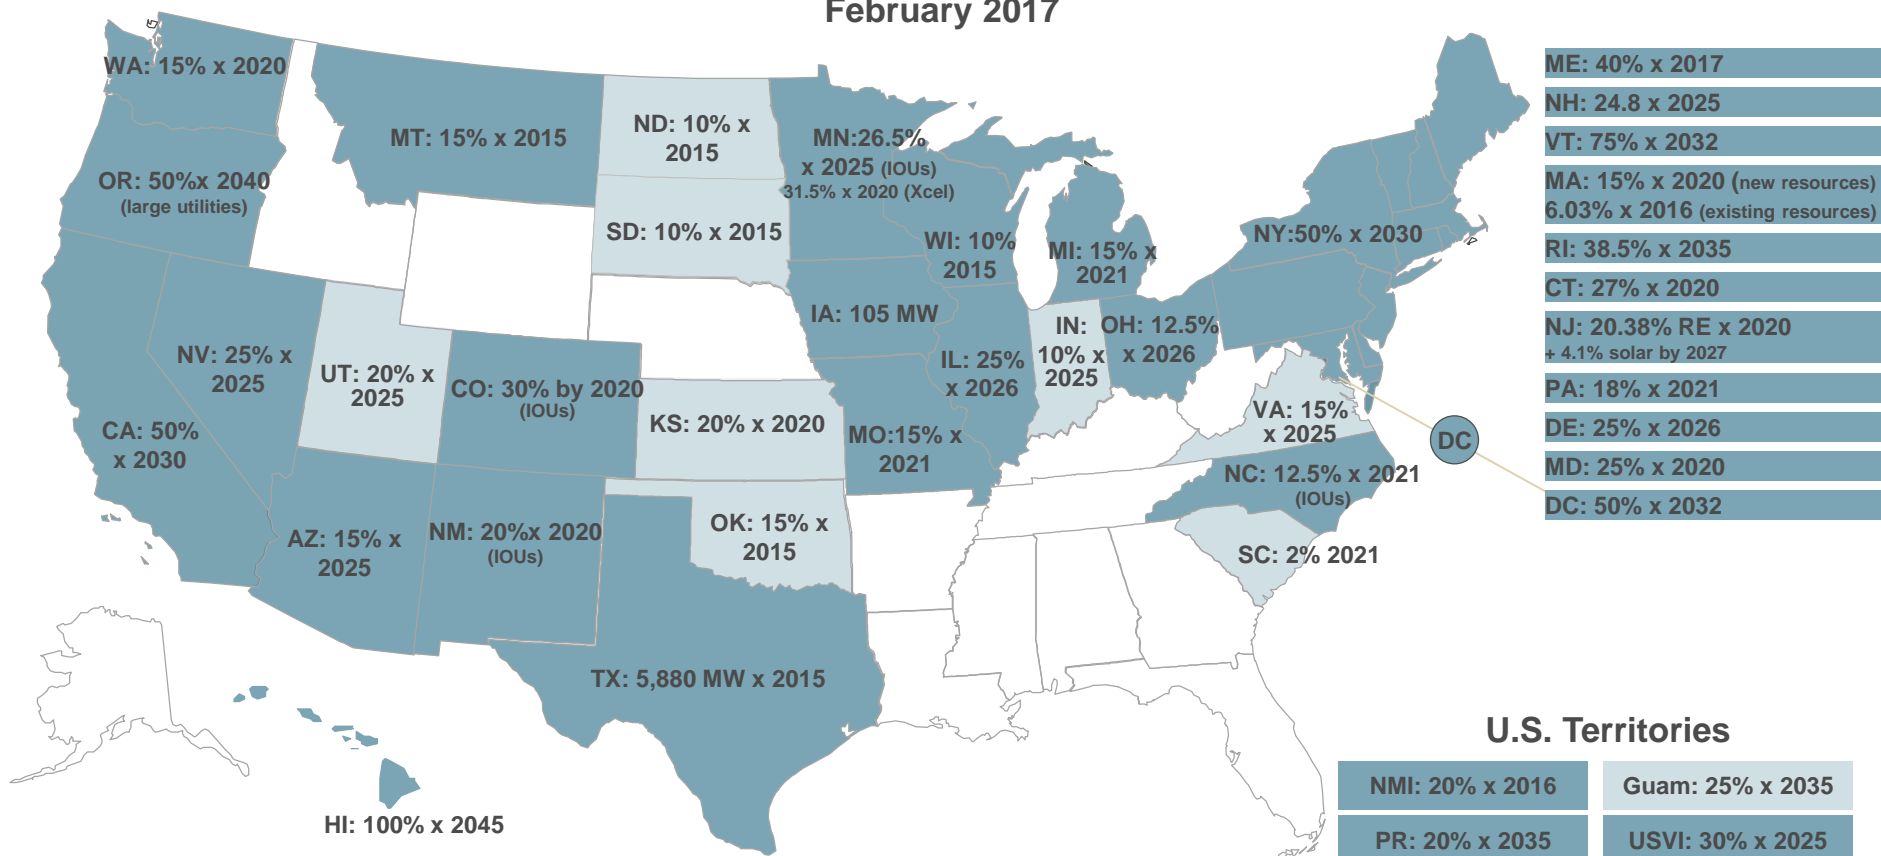 February 2017
WA: 15% x 2020
MT: 15% x 2015
ND: 10% x
2015
MN:26.5%
x 2025 (IOUs)
31.5% x 2020 (Xcel)
OR: 50%x 2040
(large utilities)
SD: 10% x 2015
WI: 10%
2015
MI: 15% x
2021
NY:50% x 2030
IA: 105 MW
NV: 25% x
2025
UT: 20% x
2025
CO: 30% by 2020
(IOUs)
IL: 25%
x 2026
IN:
10% x
2025
OH: 12.5%
x 2026
CA: 50%
x 2030
KS: 20% x 2020
MO:15% x
2021
VA: 15%
x 2025
DC
NC: 12.5% x 2021
(IOUs)
AZ: 15% x
2025
NM: 20%x 2020
(IOUs)
OK: 15% x
2015
SC: 2% 2021
TX: 5,880 MW x 2015
HI: 100% x 2045
ME: 40% x 2017
NH: 24.8 x 2025
VT: 75% x 2032
MA: 15% x 2020 (new resources)
6.03% x 2016 (existing resources)
RI: 38.5% x 2035
CT: 27% x 2020
NJ: 20.38% RE x 2020
+ 4.1% solar by 2027
PA: 18% x 2021
DE: 25% x 2026
MD: 25% x 2020
DC: 50% x 2032
U.S. Territories
NMI: 20% x 2016
Guam: 25% x 2035
PR: 20% x 2035
USVI: 30% x 2025